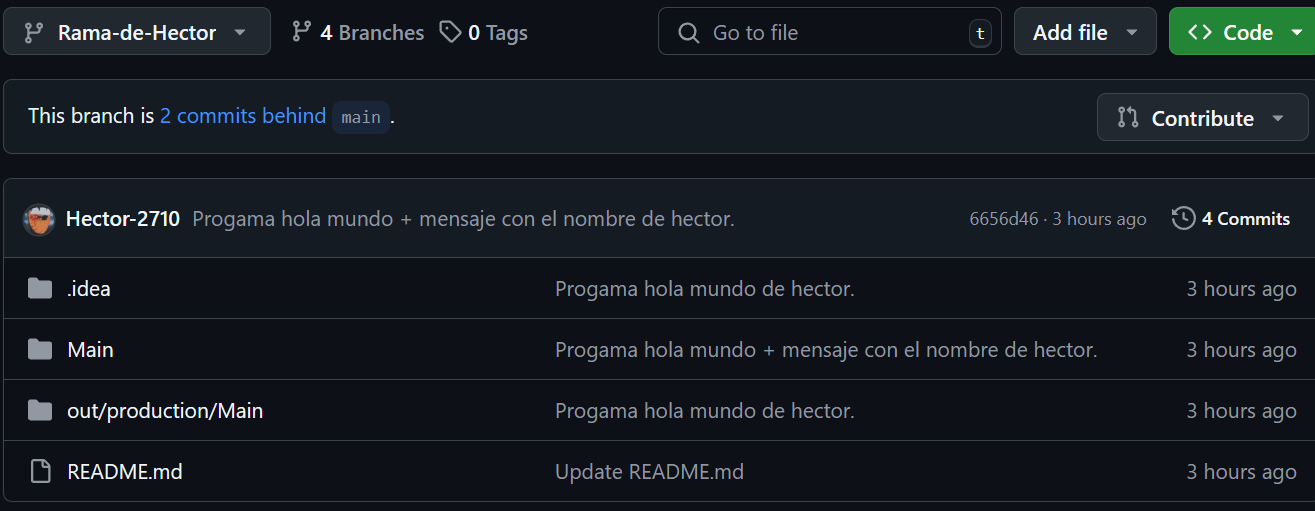 Rama-de-Hector 4 Branches 0 Tags Go to file t Add file Code
This branch is 2 commits behind main . Contribute
Hector-2710 Progama hola mundo + mensaje con el nombre de hector. 6656d46 · 3 hours ago 4 Commits
.idea Progama hola mundo de hector. 3 hours ago
Main Progama hola mundo + mensaje con el nombre de hector. 3 hours ago
out/production/Main Progama hola mundo de hector. 3 hours ago
README.md Update README.md 3 hours ago